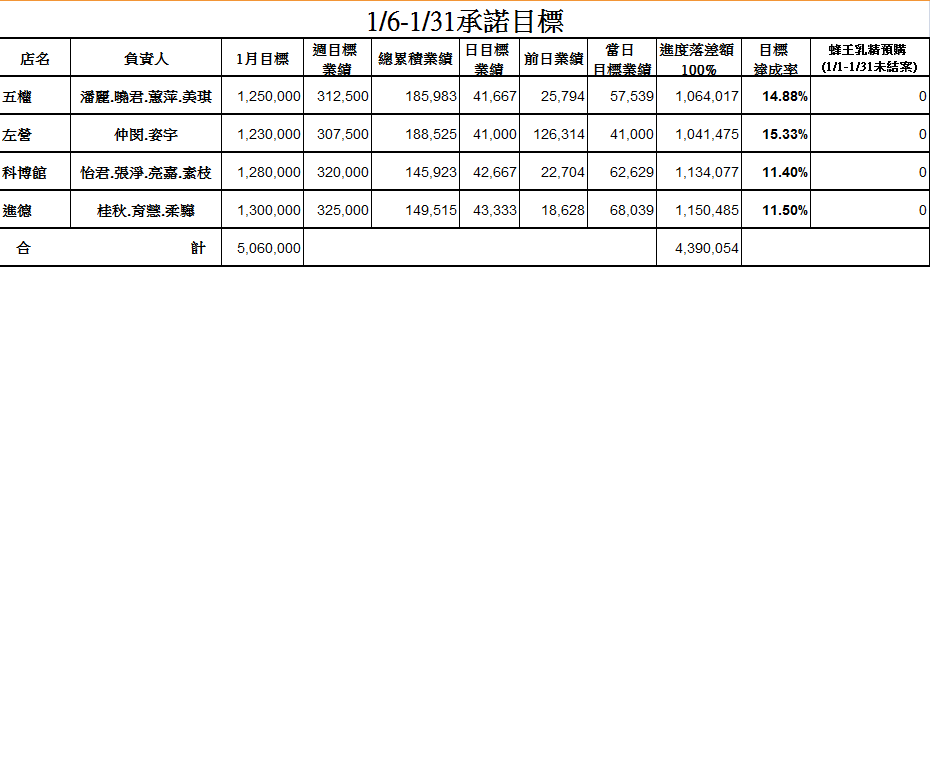 1/6-1/31承諾目標
店名 負責人 1月目標 週目標業績 總累積業績 日目標業績 前日業績 當日目標業績 進度落差額100% 目標達成率 蜂王乳精預購(1/1-1/31未結案)
五權 潘麗.曉君.蕙萍.美琪 1,250,000 312,500 185,983 41,667 25,794 57,539 1,064,017 14.88% 0
左營 仲閔.姿宇 1,230,000 307,500 188,525 41,000 126,314 41,000 1,041,475 15.33% 0
科博館 怡君.張淨.亮嘉.素枝 1,280,000 320,000 145,923 42,667 22,704 62,629 1,134,077 11.40% 0
進德 桂秋.育慧.柔驊 1,300,000 325,000 149,515 43,333 18,628 68,039 1,150,485 11.50% 0
合 計 5,060,000 4,390,054